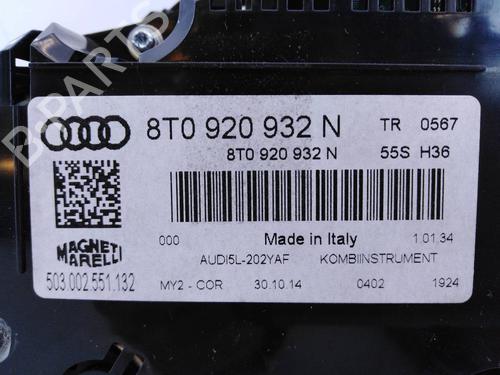 8T0 920 932 N TR 0567
8T0 920 932 N 55S H36
000 Made in Italy 1.01.34
MAGNETI MARELLI AUDI5L-202YAF KOMBIINSTRUMENT
503.002.551.132 MY2 - COR 30.10.14 0402 1924
B-PARTS